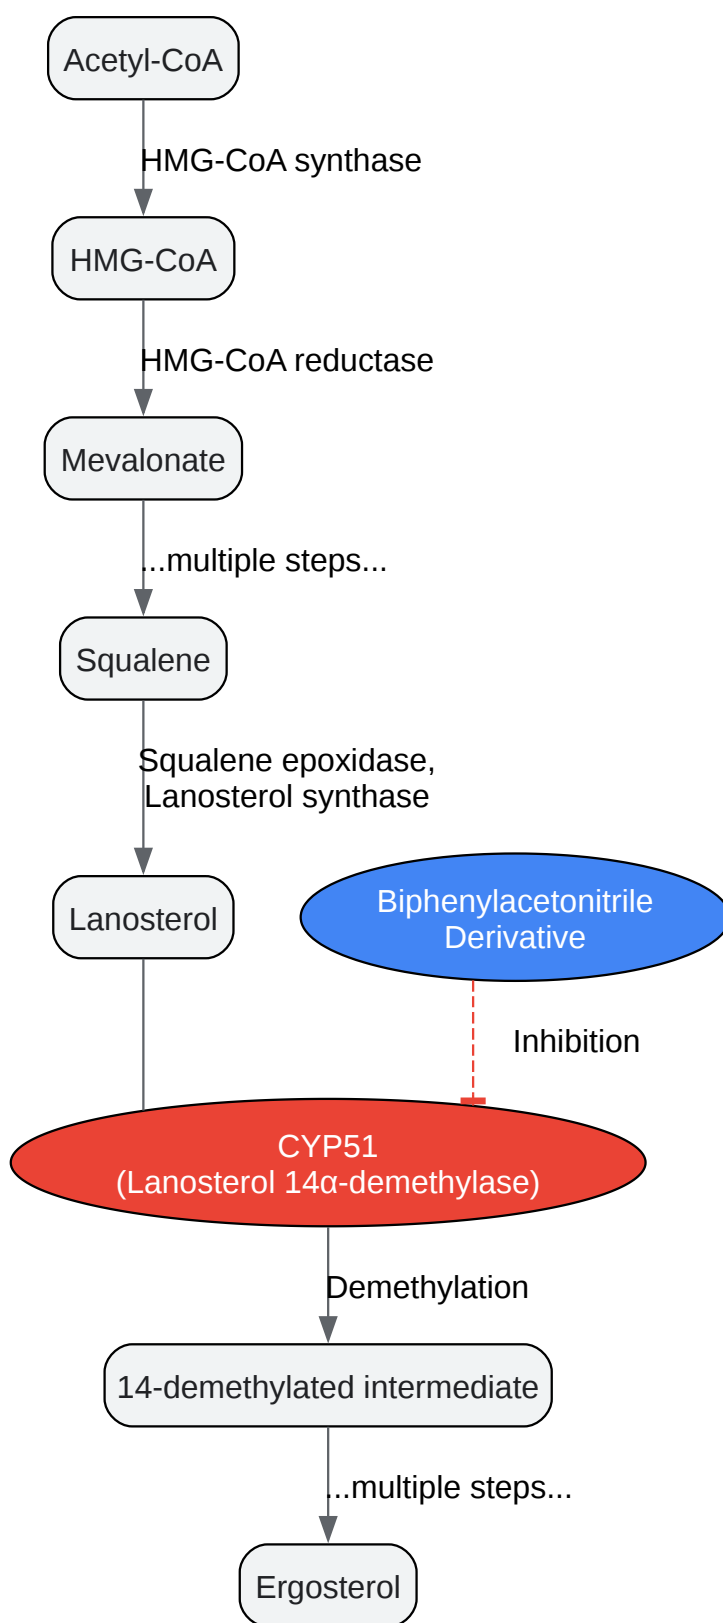 Acetyl-CoA
HMG-CoA synthase
HMG-CoA
HMG-CoA reductase
Mevalonate
...multiple steps...
Squalene
Squalene epoxidase,
Lanosterol synthase
Lanosterol
Biphenylacetonitrile
Derivative
Inhibition
CYP51
(Lanosterol 14α-demethylase)
Demethylation
14-demethylated intermediate
...multiple steps...
Ergosterol